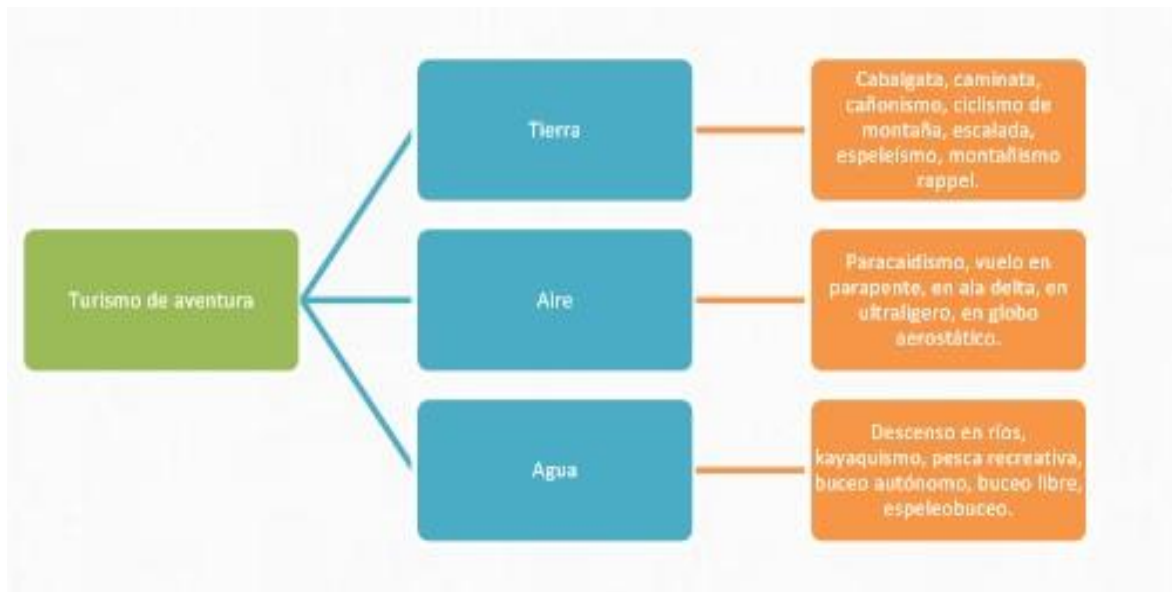 Turismo de aventura
Tierra
Cabalgata, caminata,
cañonismo, ciclismo de
montaña, escalada,
espeleísmo, montañismo
rappel.
Aire
Paracaidismo, vuelo en
parapente, en ala delta, en
ultraligero, en globo
aerostático.
Agua
Descenso en ríos,
kayaquismo, pesca recreativa,
buceo autónomo, buceo libre,
espeleobuceo.